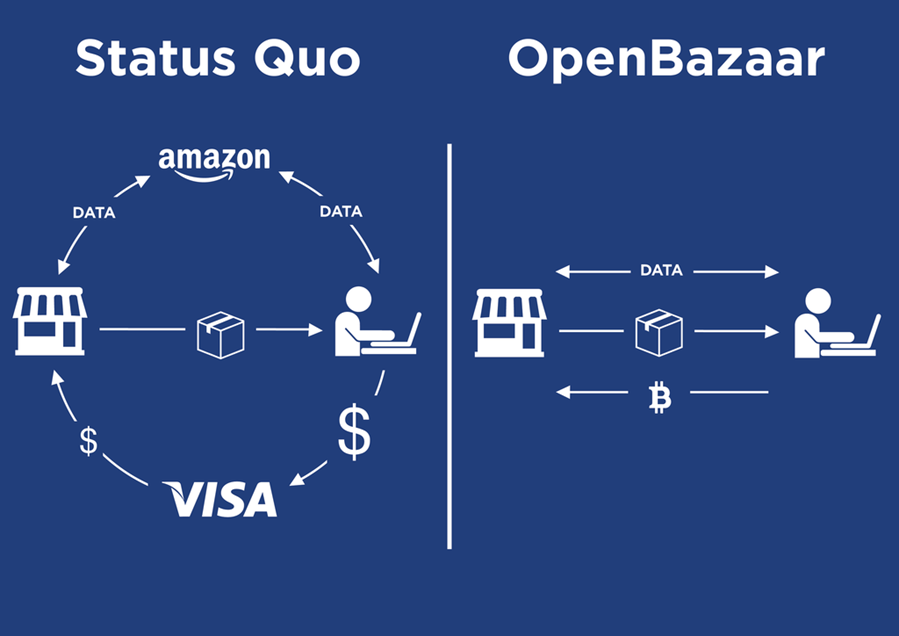 Status Quo
OpenBazaar
amazon
DATA
DATA
DATA
$
$
₿
VISA